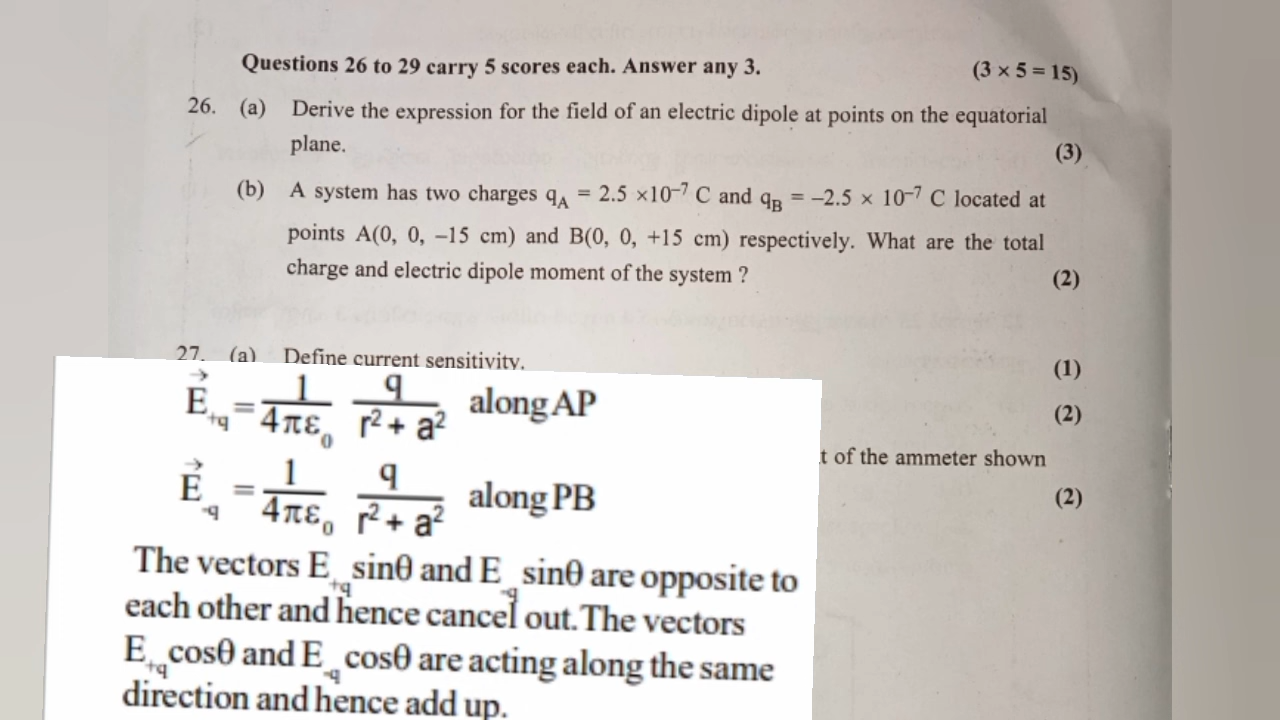 Questions 26 to 29 carry 5 scores each. Answer any 3. (3 × 5 = 15)
26. (a) Derive the expression for the field of an electric dipole at points on the equatorial
plane. (3)
(b) A system has two charges q_A = 2.5 ×10⁻⁷ C and q_B = –2.5 × 10⁻⁷ C located at
points A(0, 0, –15 cm) and B(0, 0, +15 cm) respectively. What are the total
charge and electric dipole moment of the system ? (2)
27. (a) Define current sensitivity. (1)
(2)
t of the ammeter shown
(2)
E⃗₊q = 1/4πε₀ q/r² + a² along AP
E⃗₋q = 1/4πε₀ q/r² + a² along PB
The vectors E₊q sinθ and E₋q sinθ are opposite to
each other and hence cancel out. The vectors
E₊q cosθ and E₋q cosθ are acting along the same
direction and hence add up.